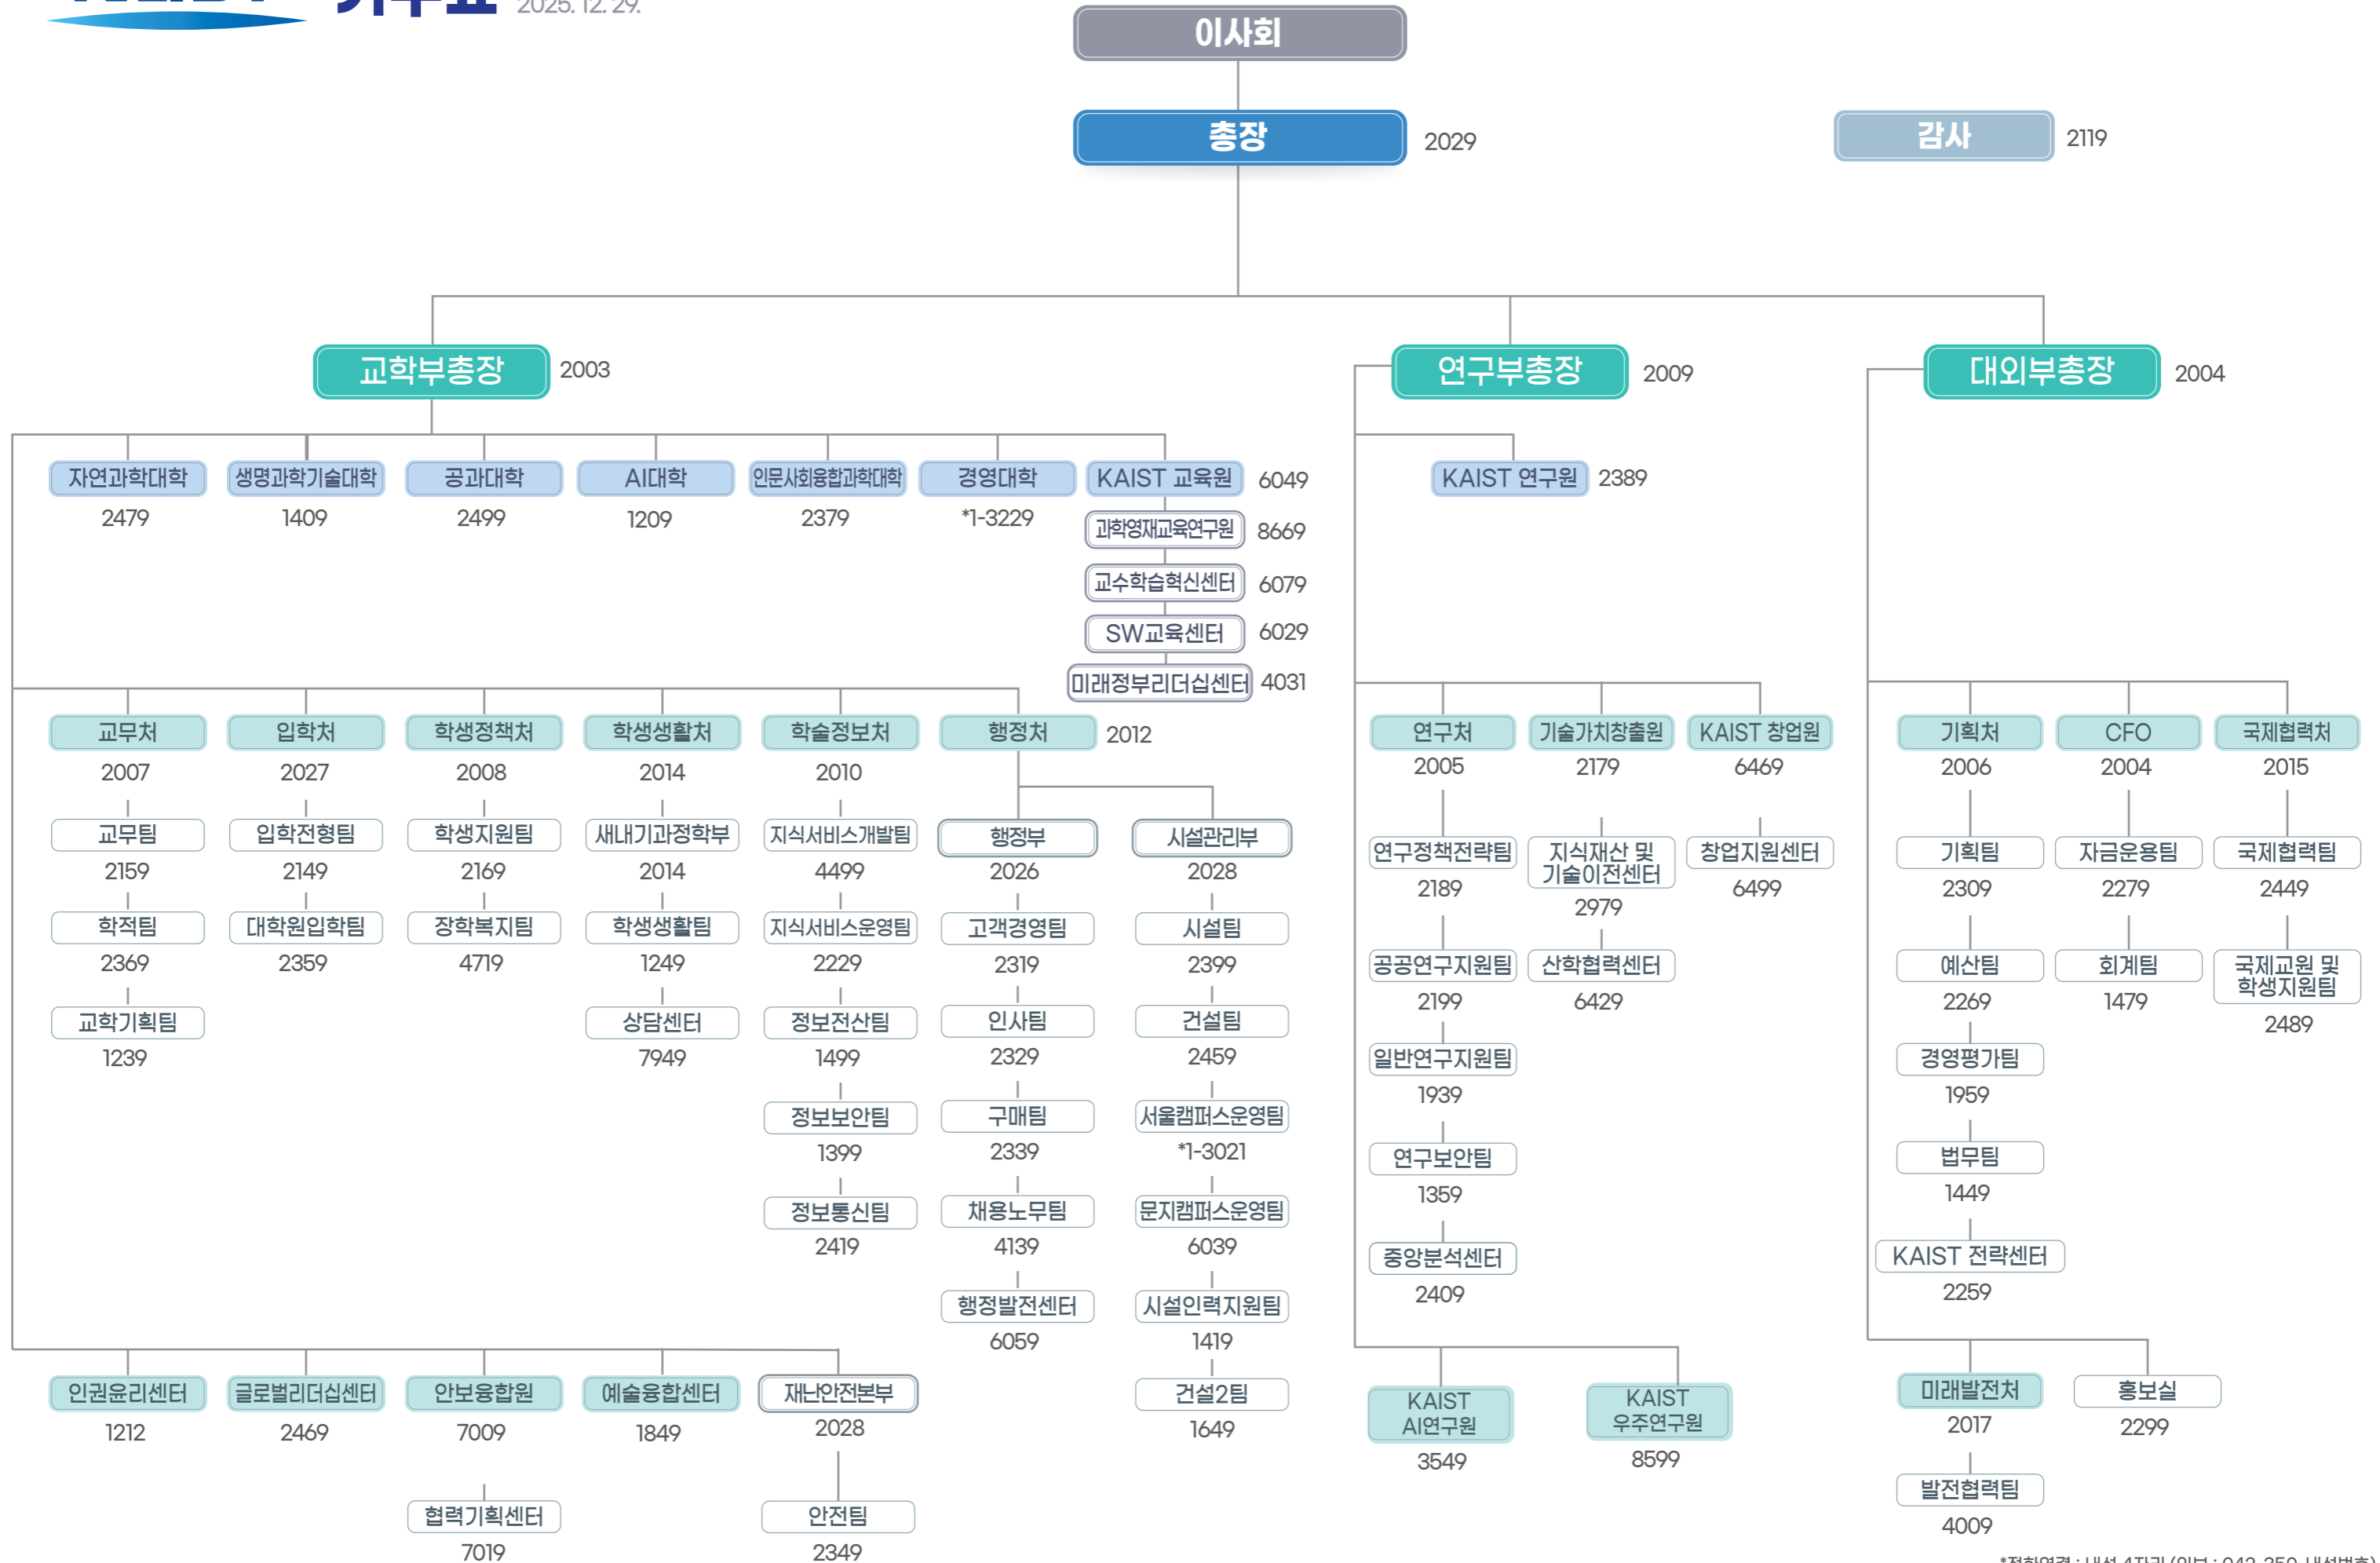 KAIST 기구표 2025. 12. 29.
이사회
총장 2029
감사 2119
교학부총장 2003
연구부총장 2009
대외부총장 2004
자연과학대학
2479
생명과학기술대학
1409
공과대학
2499
AI대학
1209
인문사회융합과학대학
2379
경영대학
*1-3229
KAIST 교육원 6049
과학영재교육연구원 8669
교수학습혁신센터 6079
SW교육센터 6029
미래정부리더십센터 4031
KAIST 연구원 2389
교무처
2007
교무팀
2159
학적팀
2369
교학기획팀
1239
입학처
2027
입학전형팀
2149
대학원입학팀
2359
학생정책처
2008
학생지원팀
2169
장학복지팀
4719
학생생활처
2014
새내기과정학부
2014
학생생활팀
1249
상담센터
7949
학술정보처
2010
지식서비스개발팀
4499
지식서비스운영팀
2229
정보전산팀
1499
정보보안팀
1399
정보통신팀
2419
행정처 2012
행정부
2026
고객경영팀
2319
인사팀
2329
구매팀
2339
채용노무팀
4139
행정발전센터
6059
시설관리부
2028
시설팀
2399
건설팀
2459
서울캠퍼스운영팀
*1-3021
문지캠퍼스운영팀
6039
시설인력지원팀
1419
건설2팀
1649
연구처
2005
연구정책전략팀
2189
공공연구지원팀
2199
일반연구지원팀
1939
연구보안팀
1359
중앙분석센터
2409
기술가치창출원
2179
지식재산 및
기술이전센터
2979
산학협력센터
6429
KAIST 창업원
6469
창업지원센터
6499
기획처
2006
기획팀
2309
예산팀
2269
경영평가팀
1959
법무팀
1449
KAIST 전략센터
2259
CFO
2004
자금운용팀
2279
회계팀
1479
국제협력처
2015
국제협력팀
2449
국제교원 및
학생지원팀
2489
인권윤리센터
1212
글로벌리더십센터
2469
안보융합원
7009
협력기획센터
7019
예술융합센터
1849
재난안전본부
2028
안전팀
2349
KAIST
AI연구원
3549
KAIST
우주연구원
8599
미래발전처
2017
발전협력팀
4009
홍보실
2299
*전화연결 : 내선 4자리 (외부 : 042-350-내선번호)